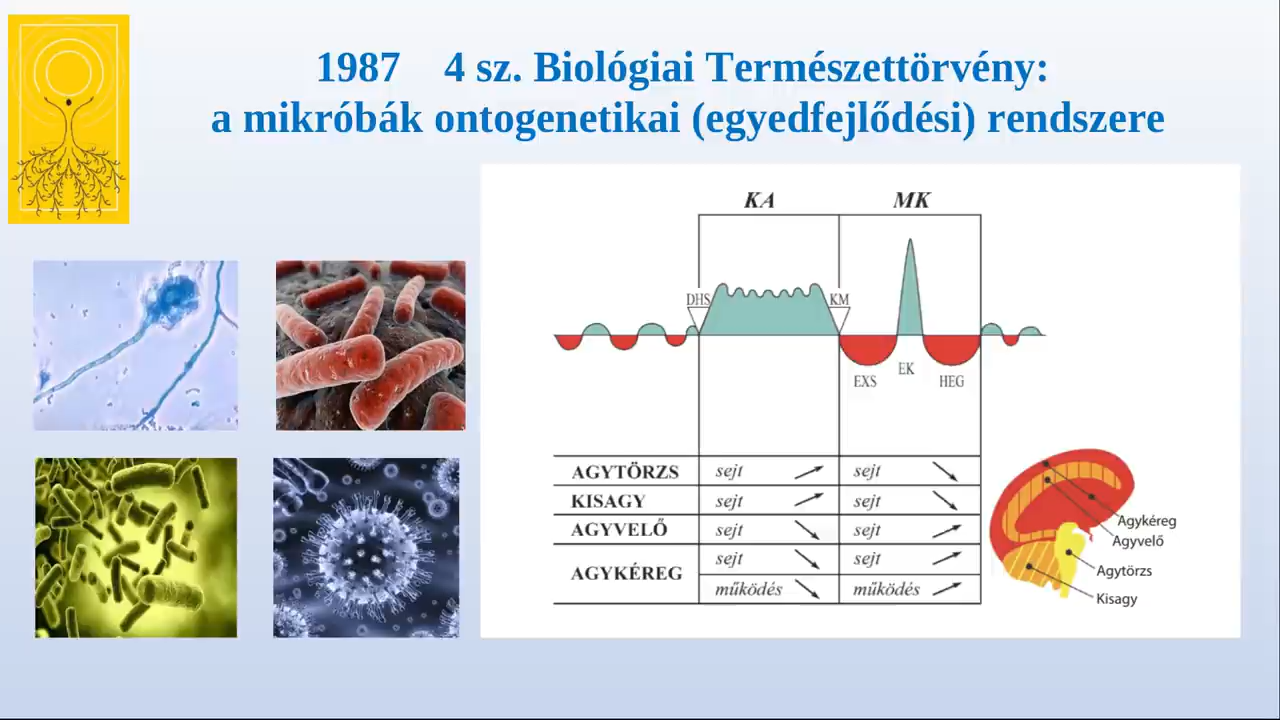 1987 4 sz. Biológiai Természettörvény:
a mikróbák ontogenetikai (egyedfejlődési) rendszere
KA MK
DHS KM
EXS EK HEG
AGYTÖRZS sejt sejt
KISAGY sejt sejt
AGYVELŐ sejt sejt
AGYKÉREG sejt sejt
működés működés
Agykéreg
Agyvelő
Agytörzs
Kisagy